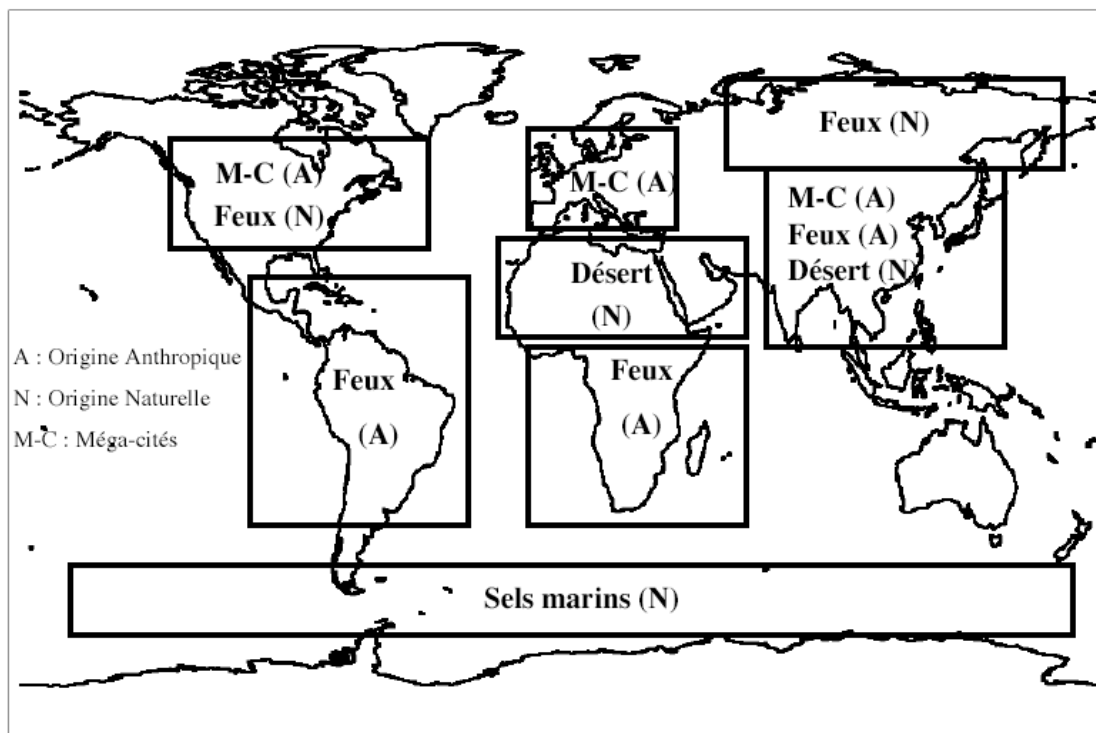 Feux (N)
M-C (A)
Feux (N)
M-C (A)
M-C (A)
Feux (A)
Désert (N)
Désert
(N)
A : Origine Anthropique
N : Origine Naturelle
M-C : Méga-cités
Feux
(A)
Feux
(A)
Sels marins (N)